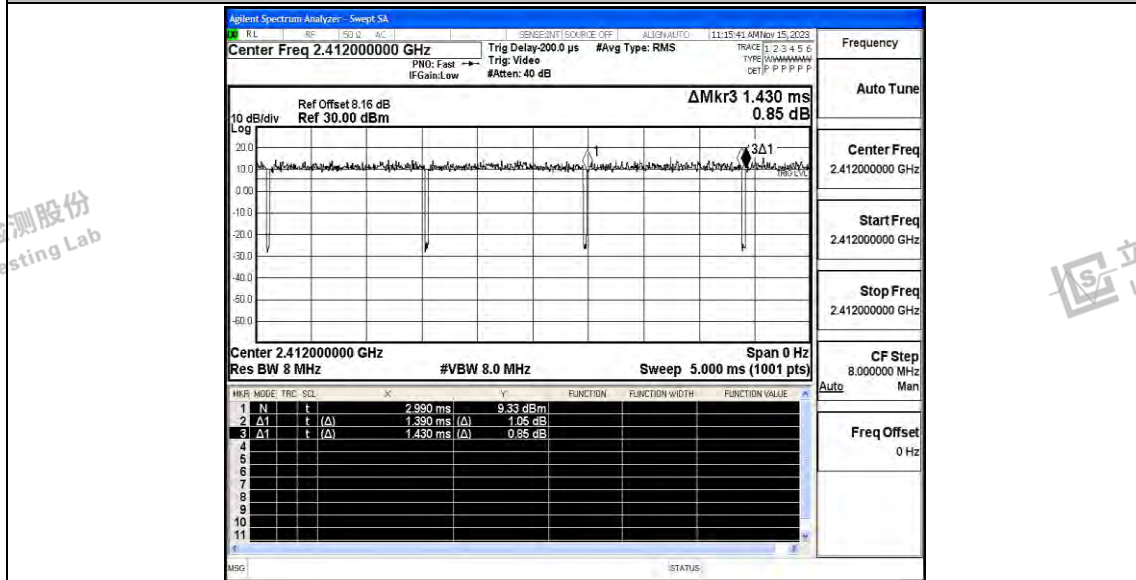 Agilent Spectrum Analyzer - Swept SA
RL RF 50 Ω AC SENSE:INT SOURCE OFF ALIGNAUTO 11:15:41 AM Nov 15, 2023
Center Freq 2.412000000 GHz
PNO: Fast
IFGain:Low
Trig Delay-200.0 µs #Avg Type: RMS
Trig: Video
#Atten: 40 dB
TRACE 1 2 3 4 5 6
TYPE
DET P P P P P P
Frequency
Auto Tune
Center Freq
2.412000000 GHz
Start Freq
2.412000000 GHz
Stop Freq
2.412000000 GHz
CF Step
8.000000 MHz
Auto Man
Freq Offset
0 Hz
ΔMkr3 1.430 ms
0.85 dB
Ref Offset 8.16 dB
10 dB/div Ref 30.00 dBm
Log
20.0
10.0
0.00
-10.0
-20.0
-30.0
-40.0
-50.0
-60.0
1
3Δ1
TRIG LVL
Center 2.412000000 GHz Span 0 Hz
Res BW 8 MHz #VBW 8.0 MHz Sweep 5.000 ms (1001 pts)
MKR MODE TRC SCL X Y FUNCTION FUNCTION WIDTH FUNCTION VALUE
1 N t 2.990 ms 9.33 dBm
2 Δ1 t (Δ) 1.390 ms (Δ) 1.05 dB
3 Δ1 t (Δ) 1.430 ms (Δ) 0.85 dB
4
5
6
7
8
9
10
11
MSG STATUS
测股份
esting Lab
立